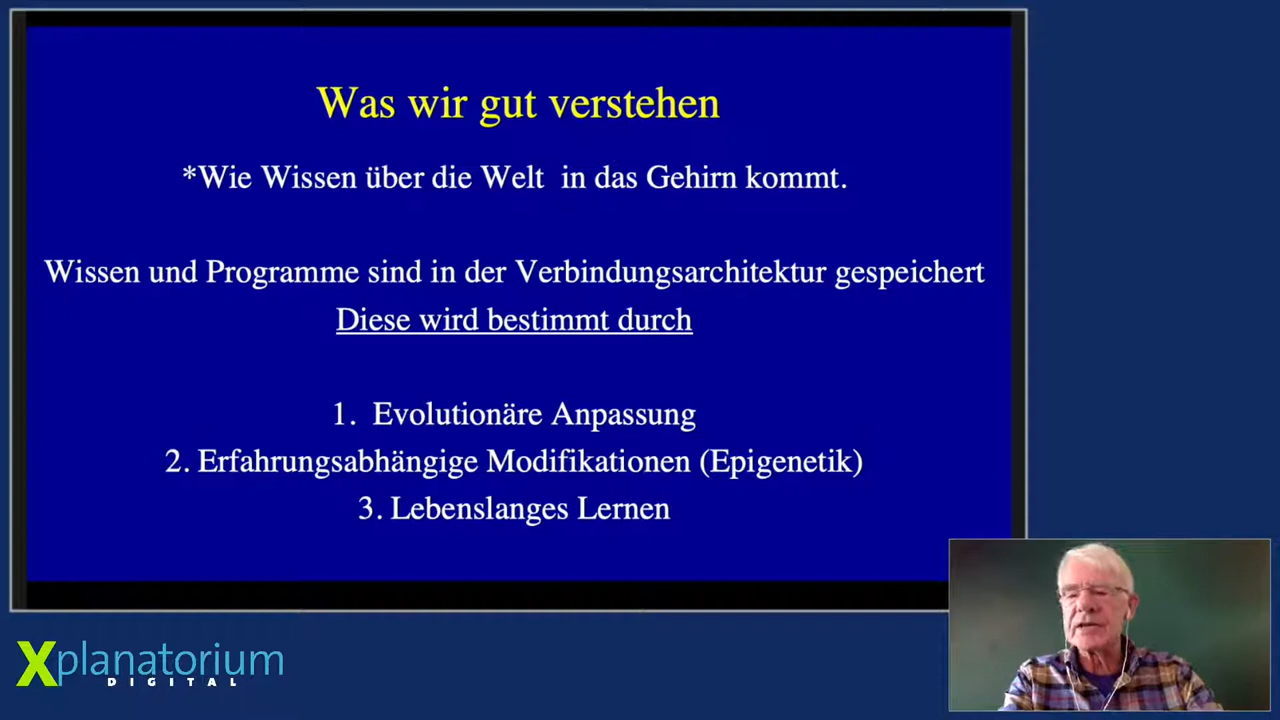 Was wir gut verstehen
*Wie Wissen über die Welt in das Gehirn kommt.
Wissen und Programme sind in der Verbindungsarchitektur gespeichert
Diese wird bestimmt durch
1. Evolutionäre Anpassung
2. Erfahrungsabhängige Modifikationen (Epigenetik)
3. Lebenslanges Lernen
Xplanatorium
DIGITAL